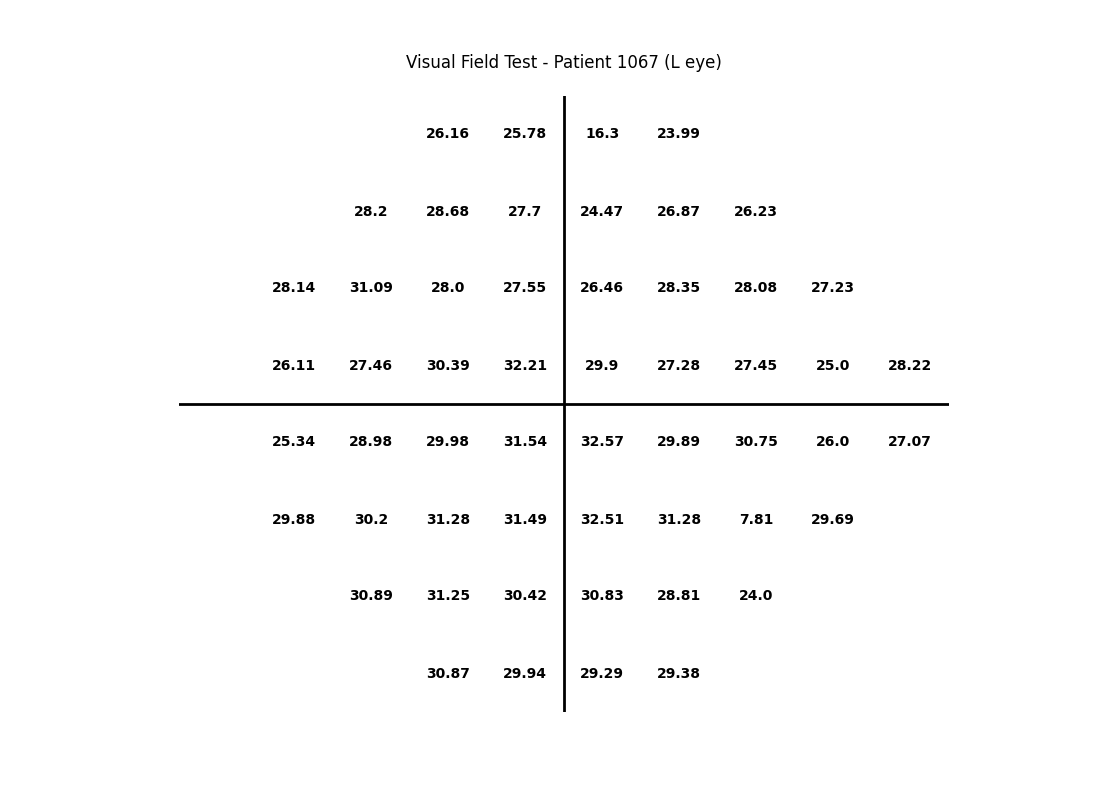 Visual Field Test - Patient 1067 (L eye)
26.16 25.78 16.3 23.99
28.2 28.68 27.7 24.47 26.87 26.23
28.14 31.09 28.0 27.55 26.46 28.35 28.08 27.23
26.11 27.46 30.39 32.21 29.9 27.28 27.45 25.0 28.22
25.34 28.98 29.98 31.54 32.57 29.89 30.75 26.0 27.07
29.88 30.2 31.28 31.49 32.51 31.28 7.81 29.69
30.89 31.25 30.42 30.83 28.81 24.0
30.87 29.94 29.29 29.38